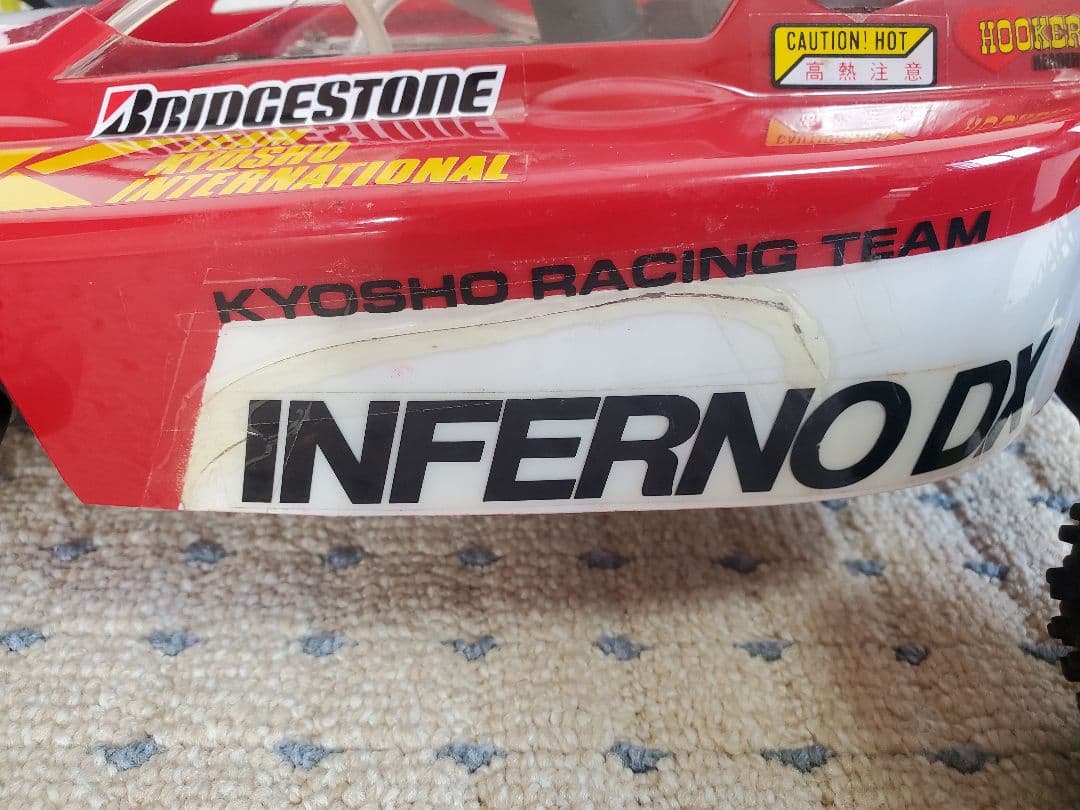 BRIDGESTONE
KYOSHO
INTERNATIONAL
CAUTION! HOT
高熱注意
HOOKER
KYOSHO RACING TEAM
INFERNO DX